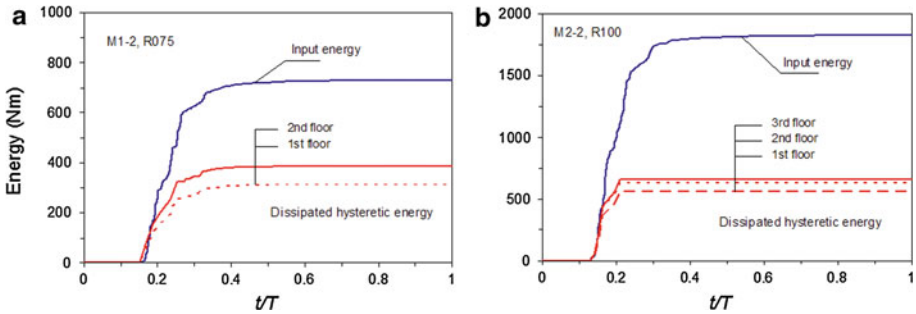 a
M1-2, R075
Input energy
2nd floor
1st floor
Dissipated hysteretic energy
Energy (Nm)
1000
800
600
400
200
0
0
0.2
0.4
0.6
0.8
1
t/T
b
M2-2, R100
Input energy
3rd floor
2nd floor
1st floor
Dissipated hysteretic energy
2000
1500
1000
500
0
0
0.2
0.4
0.6
0.8
1
t/T